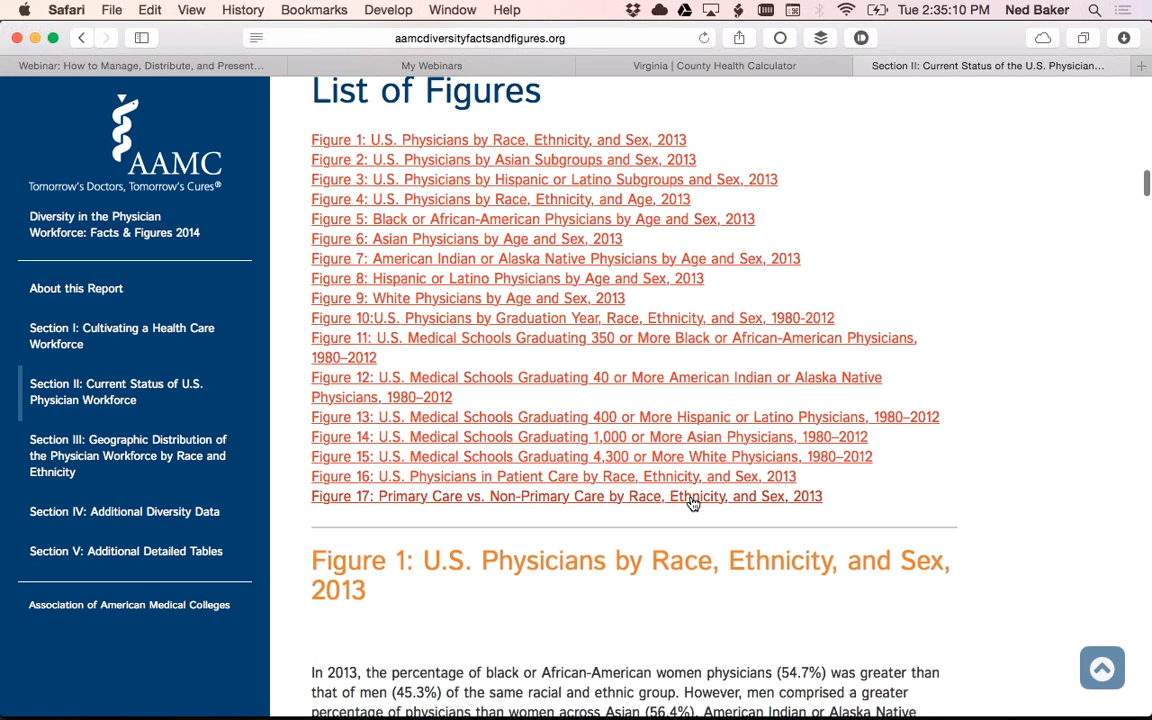 Safari File Edit View History Bookmarks Develop Window Help Tue 2:35:10 PM Ned Baker
aamcdiversityfactsandfigures.org
Webinar: How to Manage, Distribute, and Present... My Webinars Virginia | County Health Calculator Section II: Current Status of the U.S. Physician...
AAMC
Tomorrow's Doctors, Tomorrow's Cures®
Diversity in the Physician
Workforce: Facts & Figures 2014
About this Report
Section I: Cultivating a Health Care
Workforce
Section II: Current Status of U.S.
Physician Workforce
Section III: Geographic Distribution of
the Physician Workforce by Race and
Ethnicity
Section IV: Additional Diversity Data
Section V: Additional Detailed Tables
Association of American Medical Colleges
List of Figures
Figure 1: U.S. Physicians by Race, Ethnicity, and Sex, 2013
Figure 2: U.S. Physicians by Asian Subgroups and Sex, 2013
Figure 3: U.S. Physicians by Hispanic or Latino Subgroups and Sex, 2013
Figure 4: U.S. Physicians by Race, Ethnicity, and Age, 2013
Figure 5: Black or African-American Physicians by Age and Sex, 2013
Figure 6: Asian Physicians by Age and Sex, 2013
Figure 7: American Indian or Alaska Native Physicians by Age and Sex, 2013
Figure 8: Hispanic or Latino Physicians by Age and Sex, 2013
Figure 9: White Physicians by Age and Sex, 2013
Figure 10:U.S. Physicians by Graduation Year, Race, Ethnicity, and Sex, 1980-2012
Figure 11: U.S. Medical Schools Graduating 350 or More Black or African-American Physicians,
1980–2012
Figure 12: U.S. Medical Schools Graduating 40 or More American Indian or Alaska Native
Physicians, 1980–2012
Figure 13: U.S. Medical Schools Graduating 400 or More Hispanic or Latino Physicians, 1980–2012
Figure 14: U.S. Medical Schools Graduating 1,000 or More Asian Physicians, 1980–2012
Figure 15: U.S. Medical Schools Graduating 4,300 or More White Physicians, 1980–2012
Figure 16: U.S. Physicians in Patient Care by Race, Ethnicity, and Sex, 2013
Figure 17: Primary Care vs. Non-Primary Care by Race, Ethnicity, and Sex, 2013
Figure 1: U.S. Physicians by Race, Ethnicity, and Sex,
2013
In 2013, the percentage of black or African-American women physicians (54.7%) was greater than
that of men (45.3%) of the same racial and ethnic group. However, men comprised a greater
percentage of physicians than women across Asian (56.4%), American Indian or Alaska Native